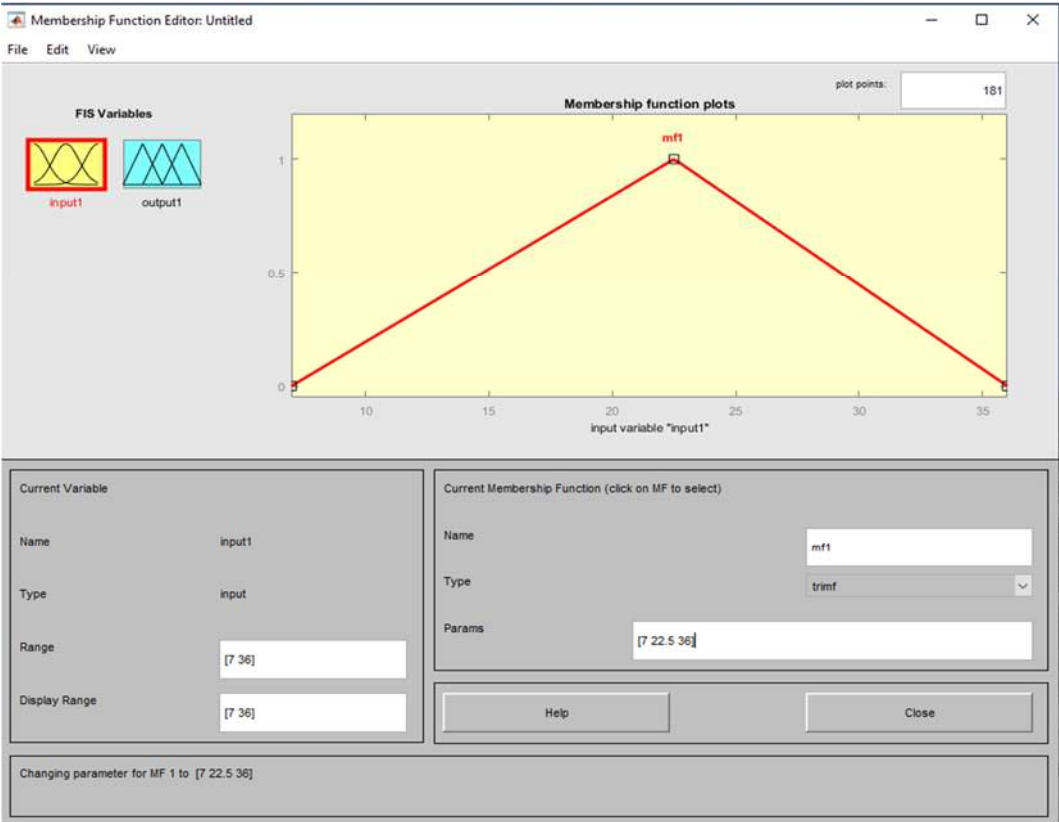 Membership Function Editor: Untitled
File Edit View
plot points: 181
FIS Variables
Membership function plots
input1 output1
mf1
1
0.5
0
10 15 20 25 30 35
input variable "input1"
Current Variable
Name input1
Type input
Range [7 36]
Display Range [7 36]
Current Membership Function (click on MF to select)
Name mf1
Type trimf
Params [7 22.5 36]
Help Close
Changing parameter for MF 1 to [7 22.5 36]